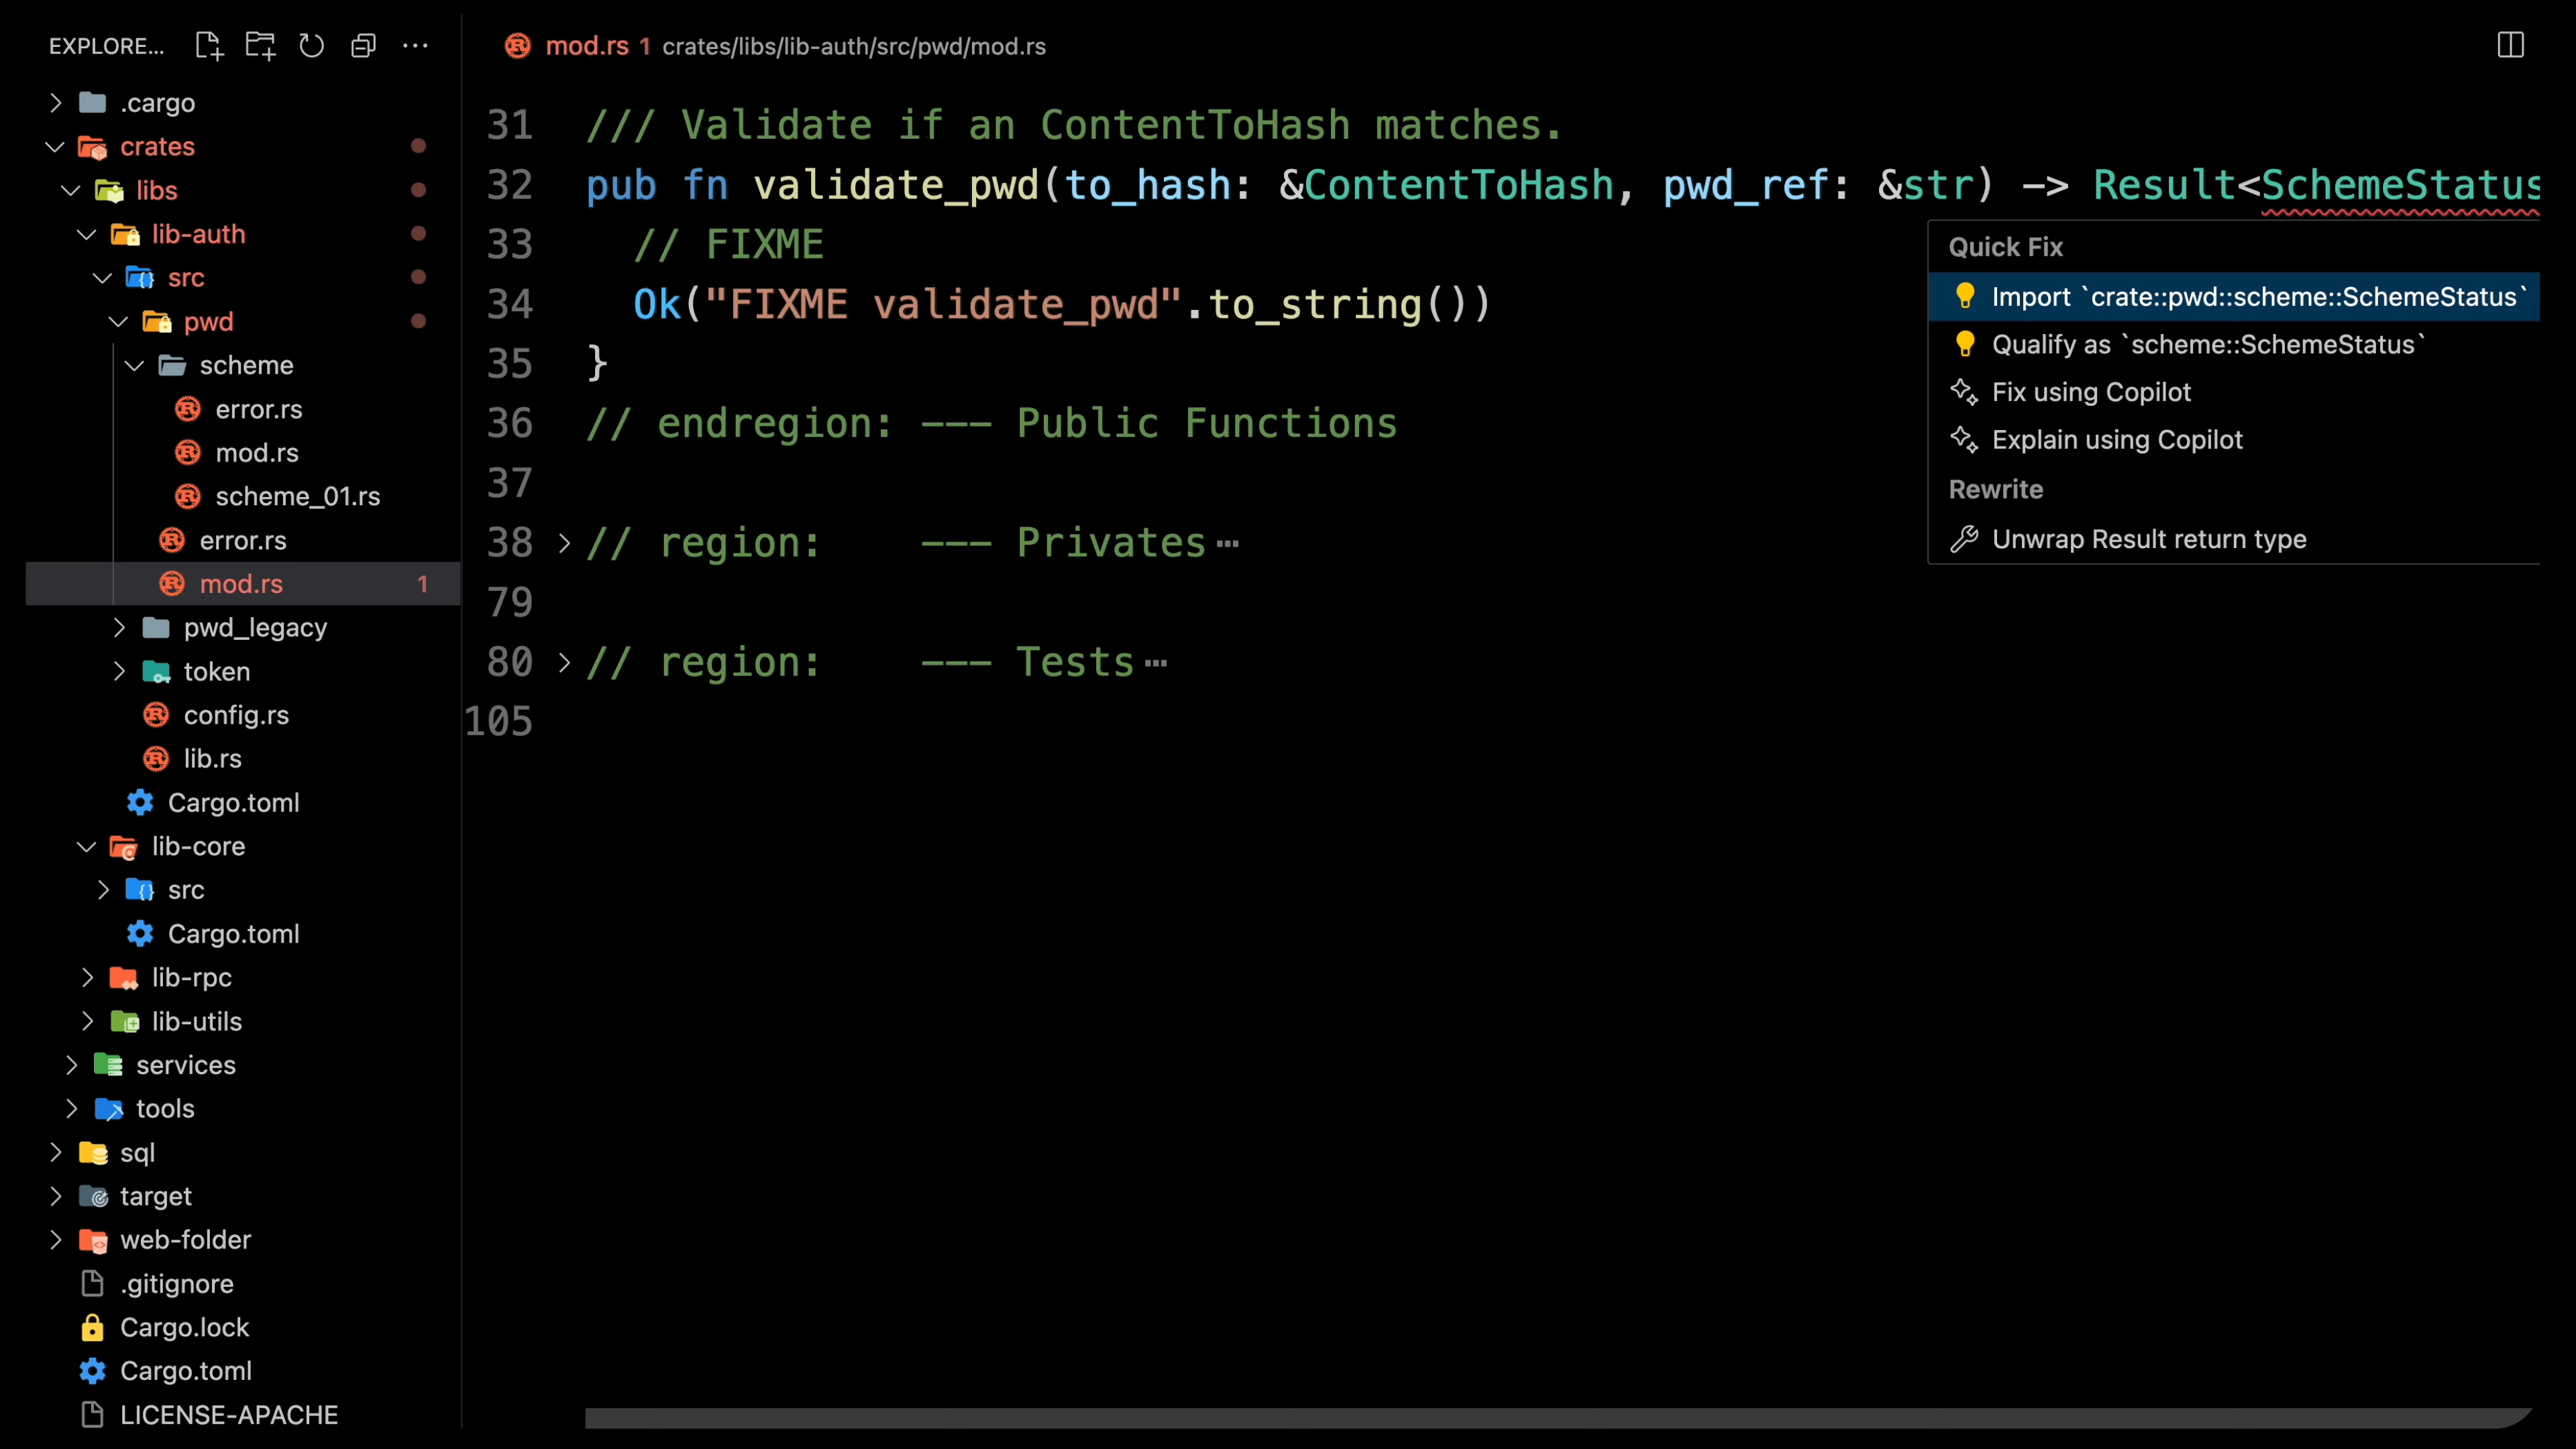 EXPLORE...
.cargo
crates
libs
lib-auth
src
pwd
scheme
error.rs
mod.rs
scheme_01.rs
error.rs
mod.rs 1
pwd_legacy
token
config.rs
lib.rs
Cargo.toml
lib-core
src
Cargo.toml
lib-rpc
lib-utils
services
tools
sql
target
web-folder
.gitignore
Cargo.lock
Cargo.toml
LICENSE-APACHE
mod.rs 1 crates/libs/lib-auth/src/pwd/mod.rs
31 /// Validate if an ContentToHash matches.
32 pub fn validate_pwd(to_hash: &ContentToHash, pwd_ref: &str) -> Result<SchemeStatus
33 // FIXME
34 Ok("FIXME validate_pwd".to_string())
35 }
36 // endregion: --- Public Functions
37
38 // region: --- Privates …
79
80 // region: --- Tests …
105
Quick Fix
Import `crate::pwd::scheme::SchemeStatus`
Qualify as `scheme::SchemeStatus`
Fix using Copilot
Explain using Copilot
Rewrite
Unwrap Result return type